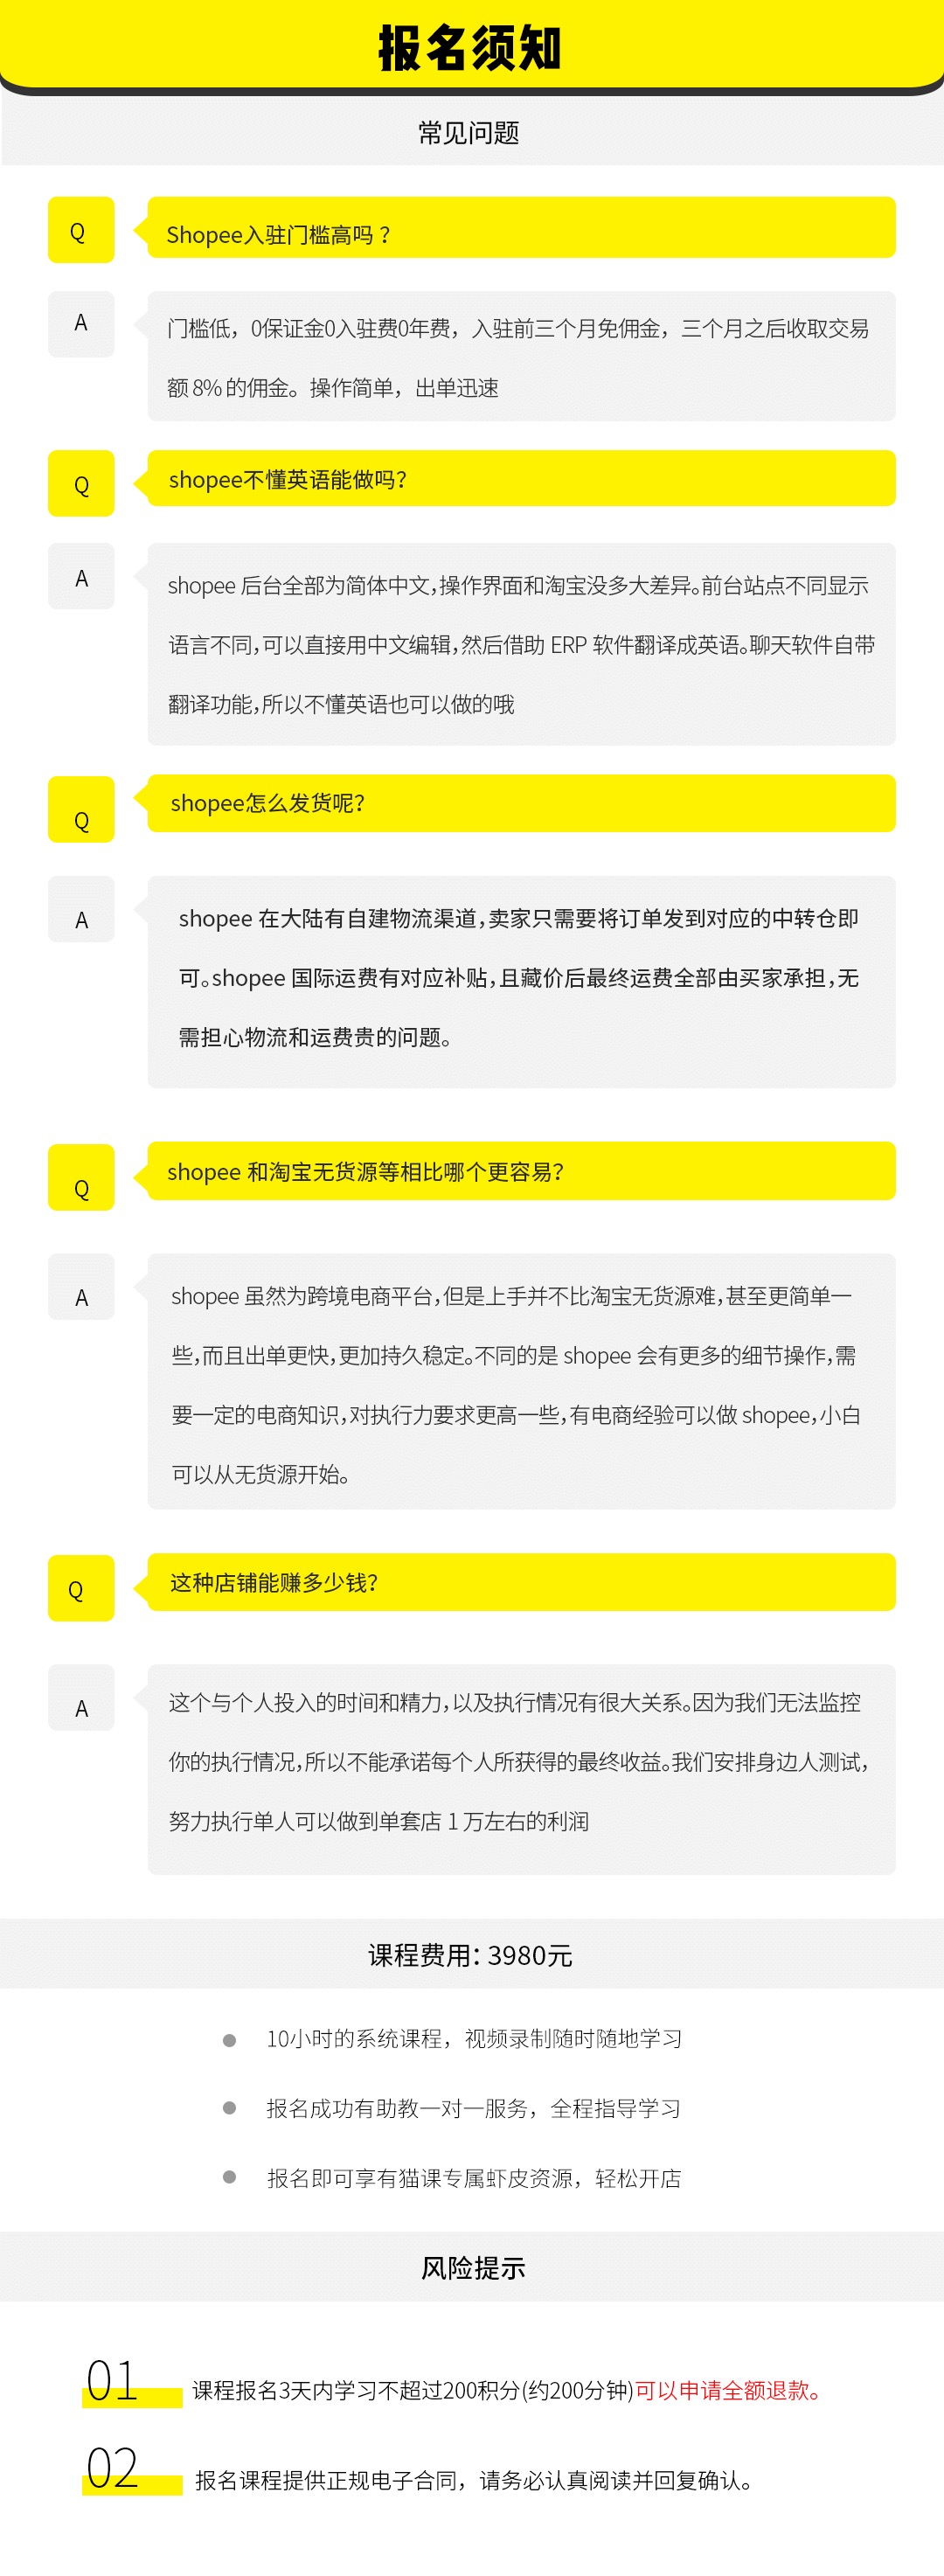 报名须知
常见问题
Q
Shopee入驻门槛高吗？
A
门槛低，0保证金0入驻费0年费，入驻前三个月免佣金，三个月之后收取交易
额 8% 的佣金。操作简单，出单迅速
Q
shopee不懂英语能做吗？
A
shopee 后台全部为简体中文，操作界面和淘宝没多大差异。前台站点不同显示
语言不同，可以直接用中文编辑，然后借助 ERP 软件翻译成英语。聊天软件自带
翻译功能，所以不懂英语也可以做的哦
Q
shopee怎么发货呢？
A
shopee 在大陆有自建物流渠道，卖家只需要将订单发到对应的中转仓即
可。shopee 国际运费有对应补贴，且藏价后最终运费全部由买家承担，无
需担心物流和运费贵的问题。
Q
shopee 和淘宝无货源等相比哪个更容易？
A
shopee 虽然为跨境电商平台，但是上手并不比淘宝无货源难，甚至更简单一
些，而且出单更快，更加持久稳定。不同的是 shopee 会有更多的细节操作，需
要一定的电商知识，对执行力要求更高一些，有电商经验可以做 shopee，小白
可以从无货源开始。
Q
这种店铺能赚多少钱？
A
这个与个人投入的时间和精力，以及执行情况有很大关系。因为我们无法监控
你的执行情况，所以不能承诺每个人所获得的最终收益。我们安排身边人测试，
努力执行单人可以做到单套店 1 万左右的利润
课程费用：3980元
10小时的系统课程，视频录制随时随地学习
报名成功有助教一对一服务，全程指导学习
报名即可享有猫课专属虾皮资源，轻松开店
风险提示
01 课程报名3天内学习不超过200积分(约200分钟)可以申请全额退款。
02 报名课程提供正规电子合同，请务必认真阅读并回复确认。